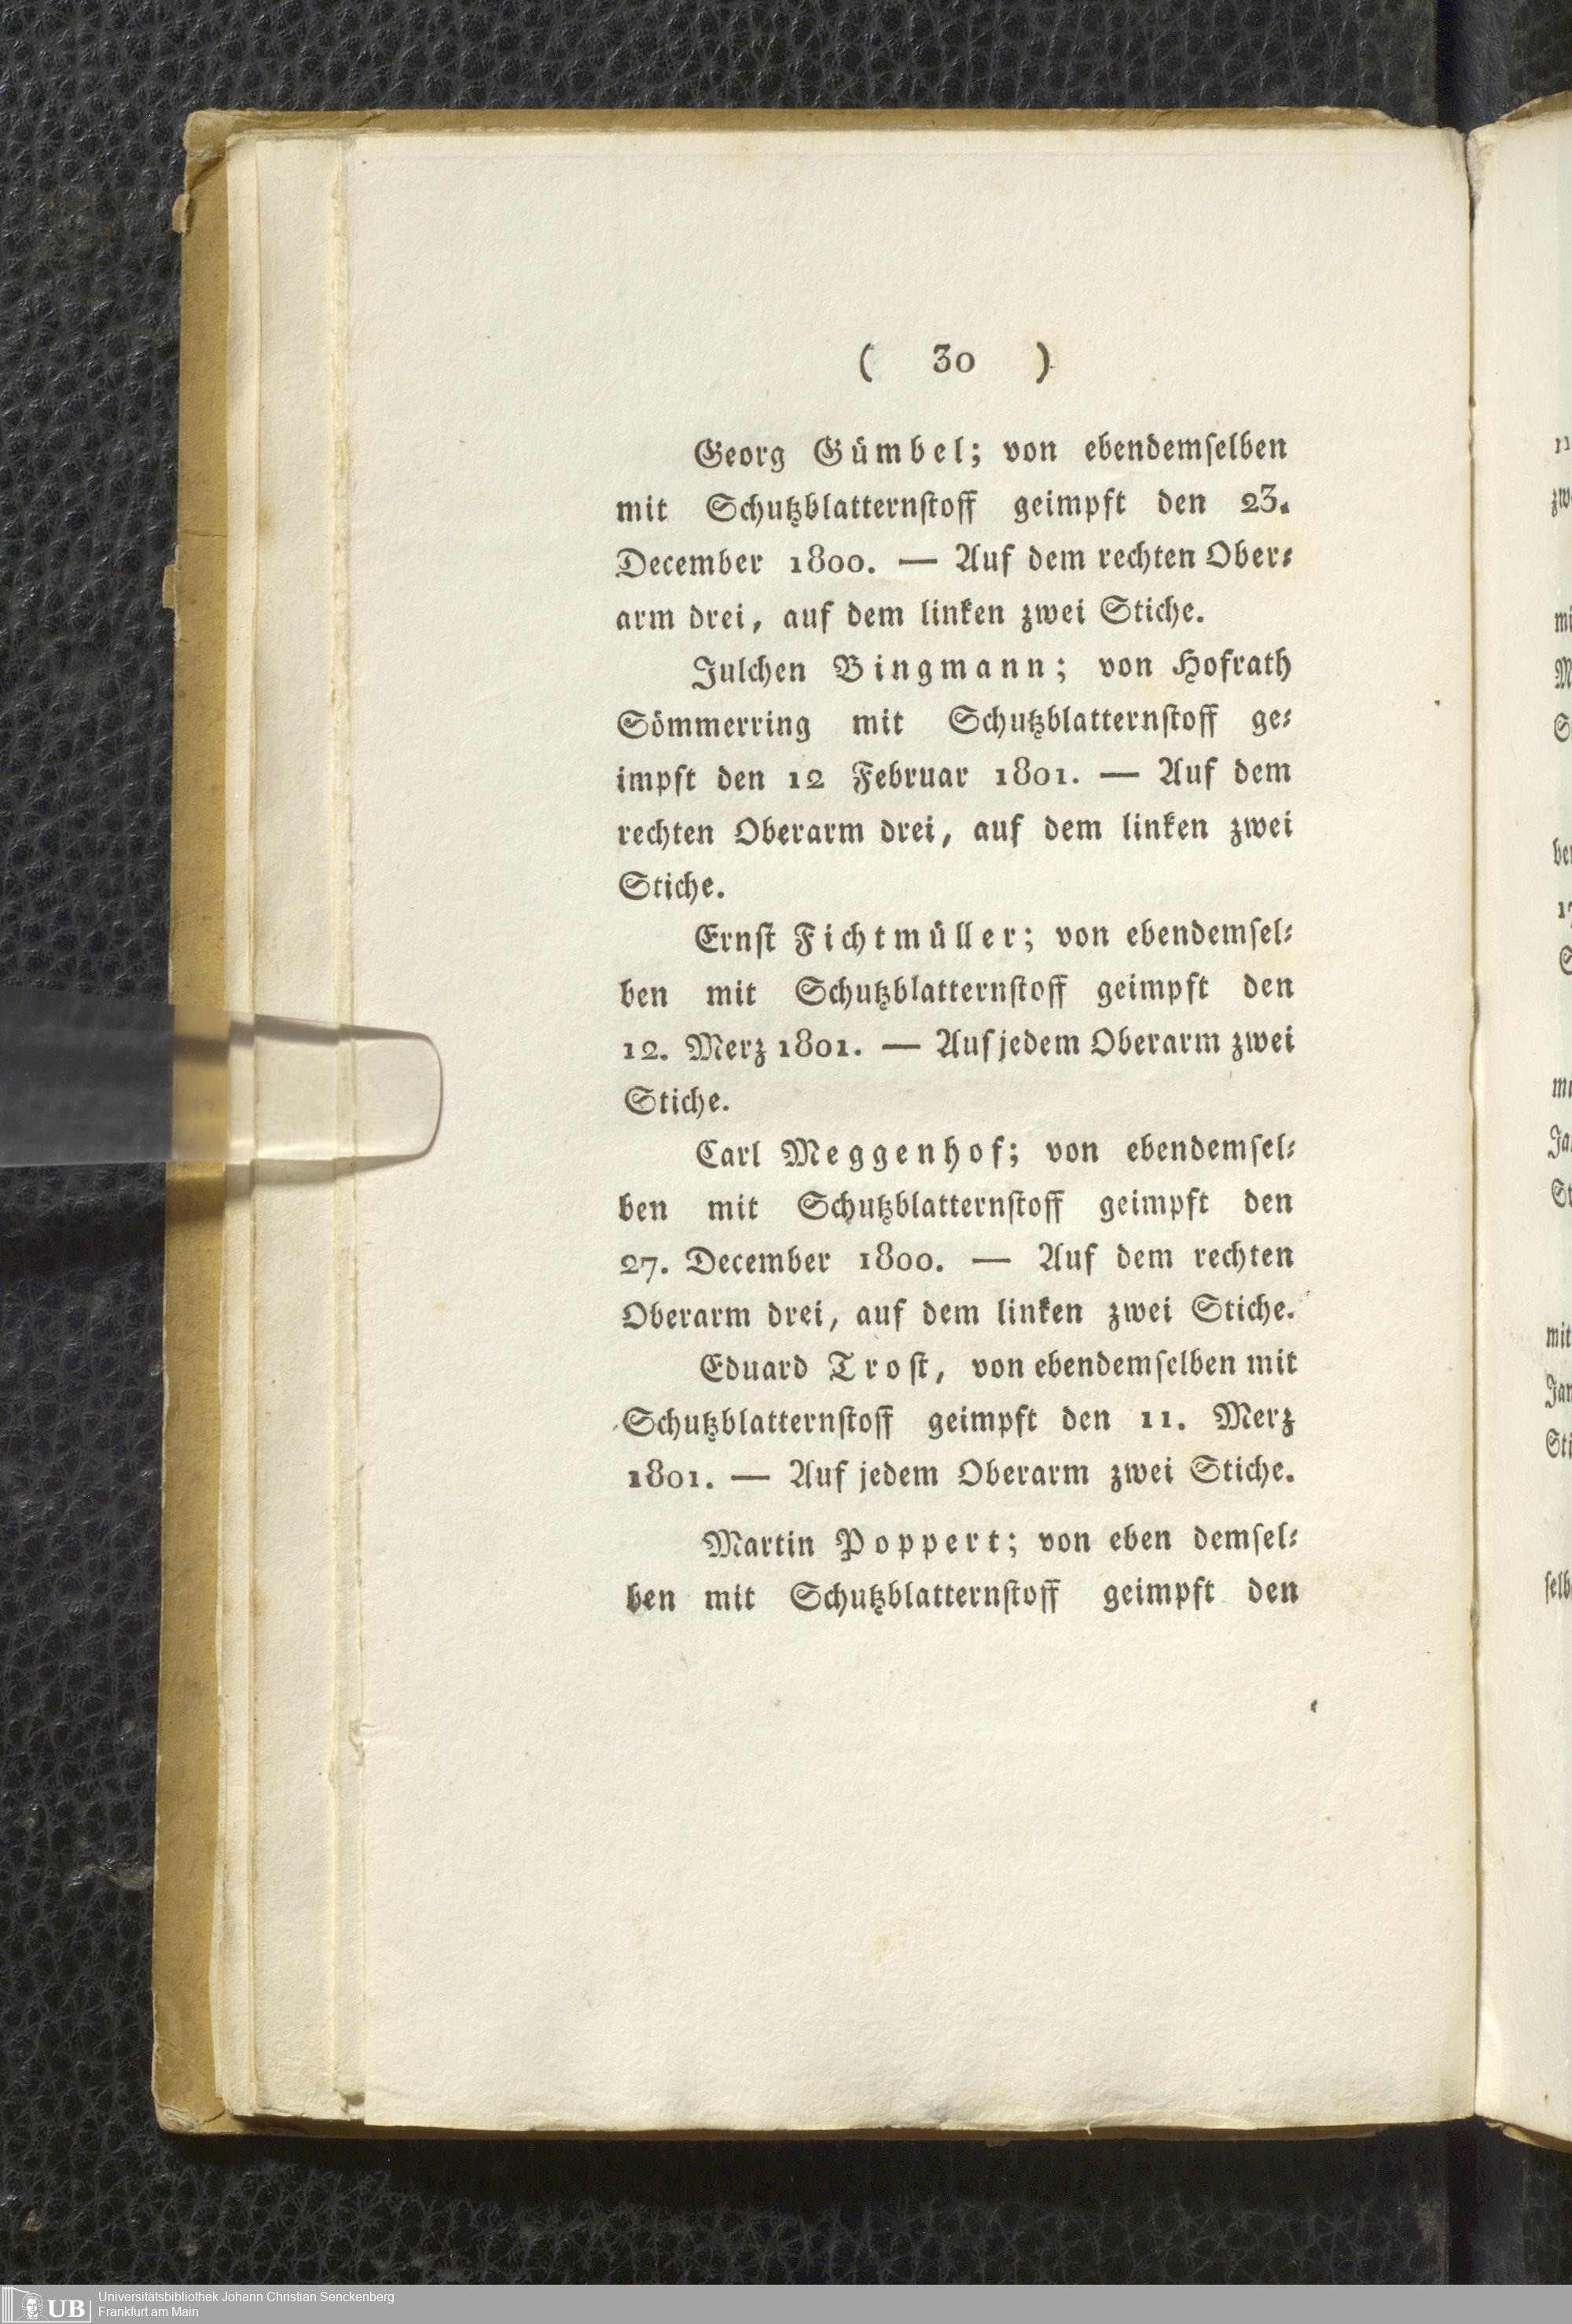 ( 30 )
Georg Gümbel; von ebendemſelben
mit Schutzblatternſtoff geimpft den 23.
December 1800. — Auf dem rechten Ober⸗
arm drei, auf dem linken zwei Stiche.
Julchen Bingmann; von Hofrath
Sömmerring mit Schutzblatternſtoff ge⸗
impft den 12 Februar 1801. — Auf dem
rechten Oberarm drei, auf dem linken zwei
Stiche.
Ernſt Fichtmüller; von ebendemſel⸗
ben mit Schutzblatternſtoff geimpft den
12. Merz 1801. — Auf jedem Oberarm zwei
Stiche.
Carl Meggenhof; von ebendemſel⸗
ben mit Schutzblatternſtoff geimpft den
27. December 1800. — Auf dem rechten
Oberarm drei, auf dem linken zwei Stiche.
Eduard Troſt, von ebendemſelben mit
Schutzblatternſtoff geimpft den 11. Merz
1801. — Auf jedem Oberarm zwei Stiche.
Martin Poppert; von eben demſel⸗
ben mit Schutzblatternſtoff geimpft den
UB
Universitätsbibliothek Johann Christian Senckenberg
Frankfurt am Main